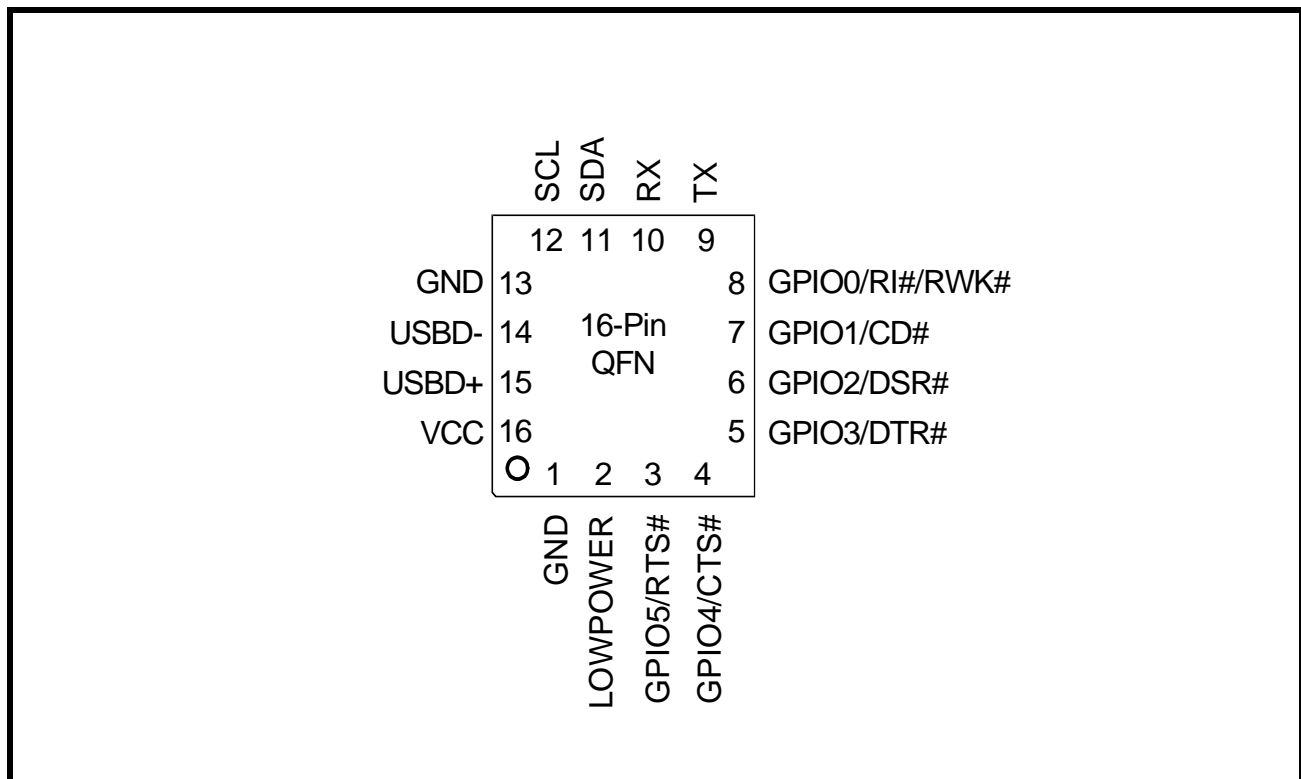 SCL SDA RX TX
12 11 10 9
GND 13 8 GPIO0/RI#/RWK#
USBD- 14 16-Pin 7 GPIO1/CD#
QFN
USBD+ 15 6 GPIO2/DSR#
VCC 16 5 GPIO3/DTR#
1 2 3 4
GND LOWPOWER GPIO5/RTS# GPIO4/CTS#